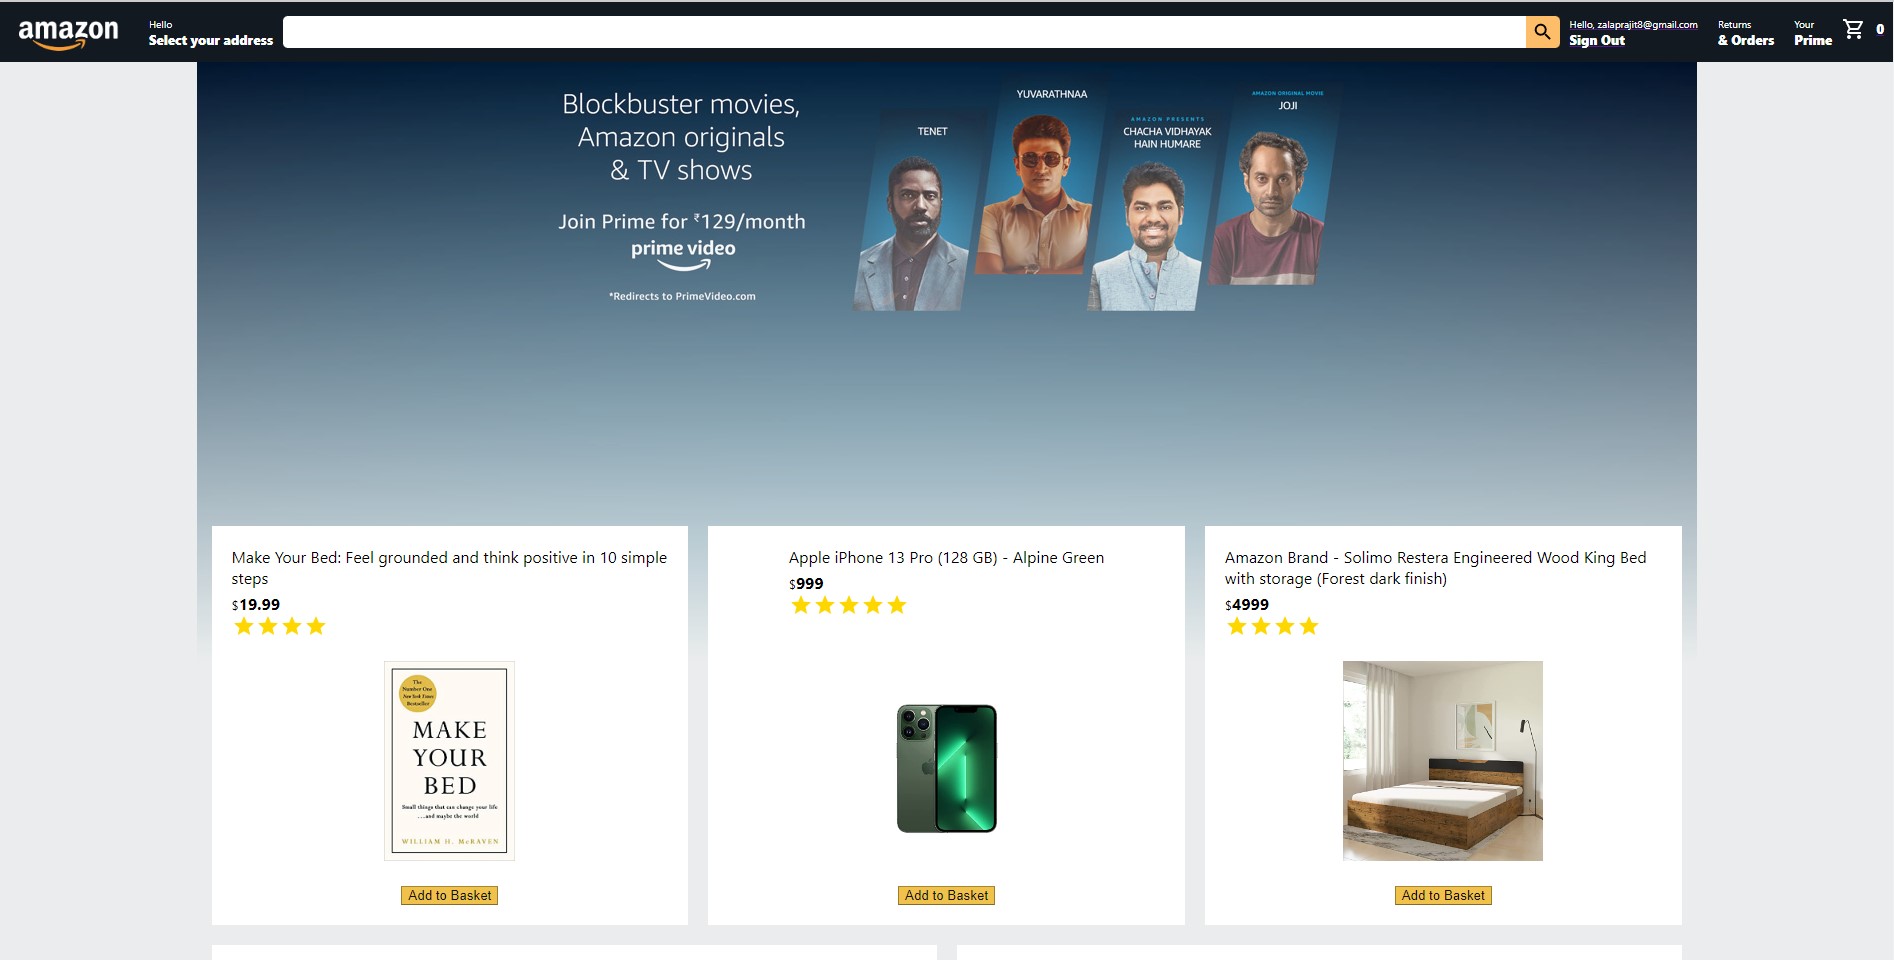 amazon
Hello
Select your address
Hello, zalaprajit8@gmail.com
Sign Out
Returns
& Orders
Your
Prime
0
Blockbuster movies,
Amazon originals
& TV shows
Join Prime for ₹129/month
prime video
*Redirects to PrimeVideo.com
TENET
YUVARATHNAA
AMAZON PRESENTS
CHACHA VIDHAYAK
HAIN HUMARE
AMAZON ORIGINAL MOVIE
JOJI
Make Your Bed: Feel grounded and think positive in 10 simple
steps
$19.99
The
Number One
New York Times
Bestseller
MAKE
YOUR
BED
Small things that can change your life
....and maybe the world
WILLIAM H. McRAVEN
Add to Basket
Apple iPhone 13 Pro (128 GB) - Alpine Green
$999
Add to Basket
Amazon Brand - Solimo Restera Engineered Wood King Bed
with storage (Forest dark finish)
$4999
Add to Basket